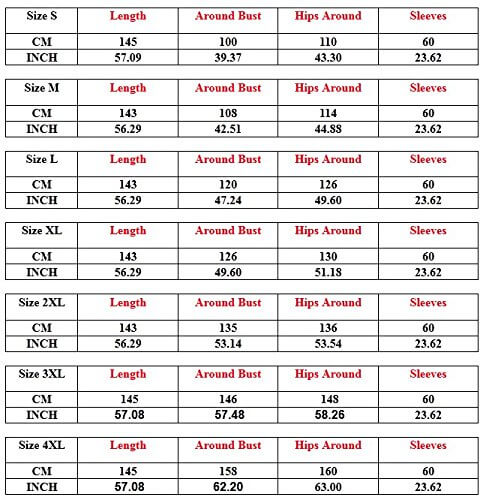 Size S Length Around Bust Hips Around Sleeves
CM 145 100 110 60
INCH 57.09 39.37 43.30 23.62
Size M Length Around Bust Hips Around Sleeves
CM 143 108 114 60
INCH 56.29 42.51 44.88 23.62
Size L Length Around Bust Hips Around Sleeves
CM 143 120 126 60
INCH 56.29 47.24 49.60 23.62
Size XL Length Around Bust Hips Around Sleeves
CM 143 126 130 60
INCH 56.29 49.60 51.18 23.62
Size 2XL Length Around Bust Hips Around Sleeves
CM 143 135 136 60
INCH 56.29 53.14 53.54 23.62
Size 3XL Length Around Bust Hips Around Sleeves
CM 145 146 148 60
INCH 57.08 57.48 58.26 23.62
Size 4XL Length Around Bust Hips Around Sleeves
CM 145 158 160 60
INCH 57.08 62.20 63.00 23.62